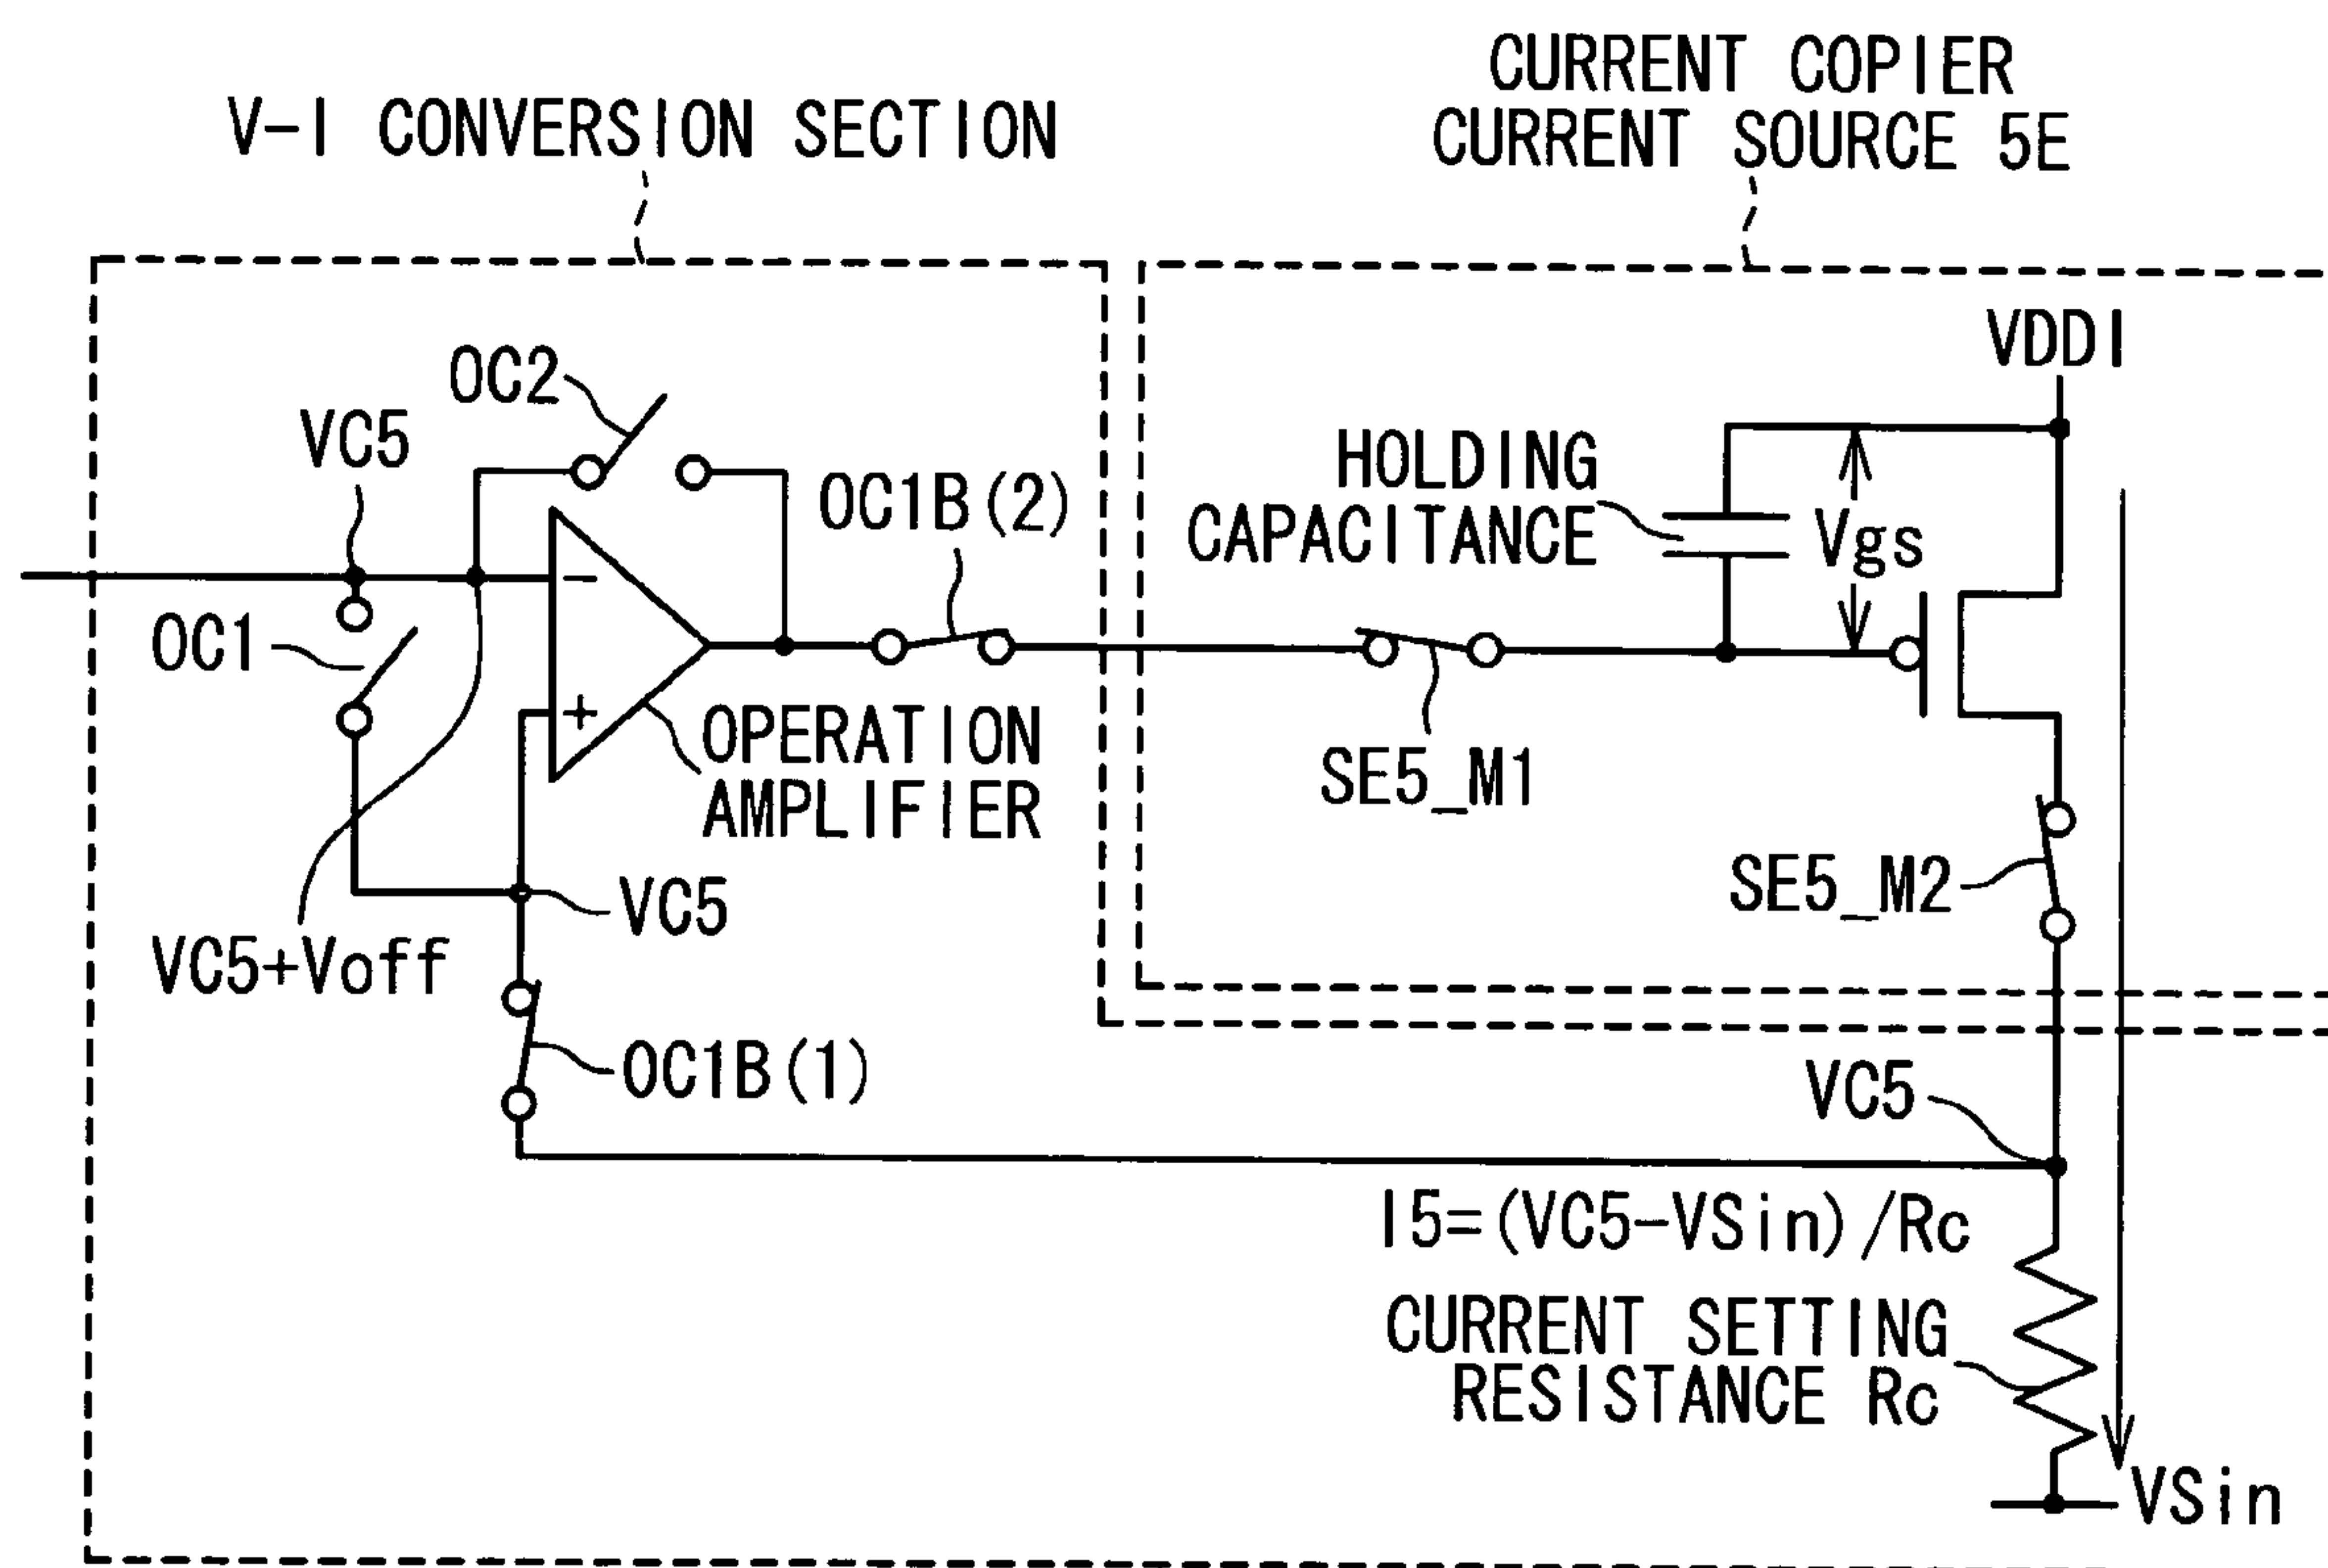 CURRENT COPIER
CURRENT SOURCE 5E
V-I CONVERSION SECTION
VDDI
OC2
VC5
HOLDING
CAPACITANCE
OC1B(2)
Vgs
OC1
−
+
OPERATION
AMPLIFIER
SE5_M1
SE5_M2
VC5
VC5+Voff
OC1B(1)
VC5
I5=(VC5-VSin)/Rc
CURRENT SETTING
RESISTANCE Rc
VSin